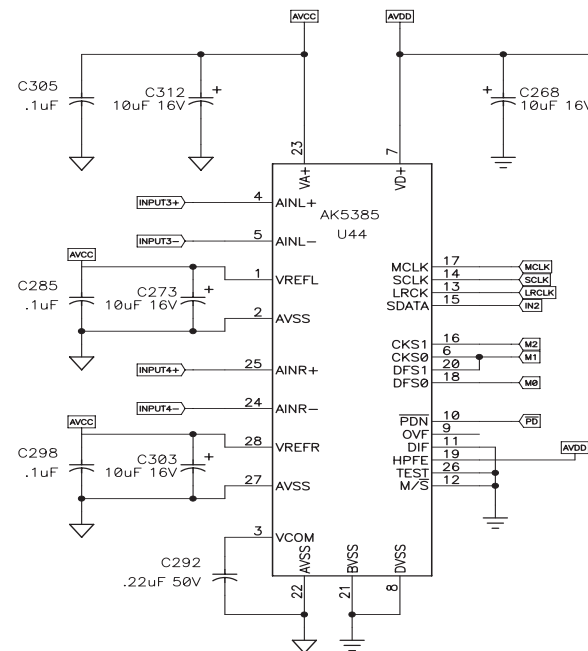 AVCC
AVDD
C305
.1uF
C312
10uF 16V
+
+
C268
10uF 16V
23
VA+
7
VD+
AK5385
U44
INPUT3+
4
AINL+
INPUT3-
5
AINL-
AVCC
1
VREFL
C285
.1uF
C273
10uF 16V
+
2
AVSS
INPUT4+
25
AINR+
INPUT4-
24
AINR-
AVCC
28
VREFR
C298
.1uF
C303
10uF 16V
+
27
AVSS
3
VCOM
C292
.22uF 50V
AVSS
22
BVSS
21
DVSS
8
MCLK 17 MCLK
SCLK 14 SCLK
LRCK 13 LRCLK
SDATA 15 IN2
CKS1 16 M2
CKS0 6 M1
DFS1 20
DFS0 18 M0
PDN 10 PD
OVF 9
DIF 11
HPFE 19 AVDD
TEST 26
M/S 12